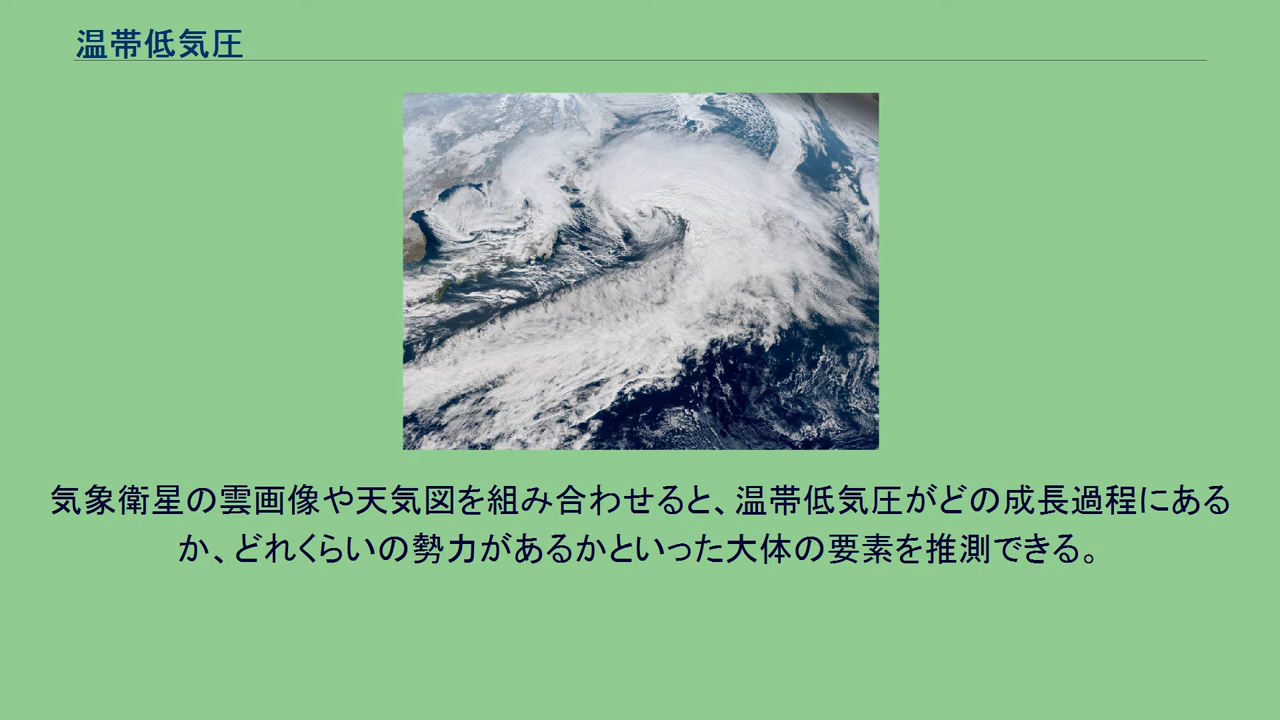 温帯低気圧
気象衛星の雲画像や天気図を組み合わせると、温帯低気圧がどの成長過程にある
か、どれくらいの勢力があるかといった大体の要素を推測できる。